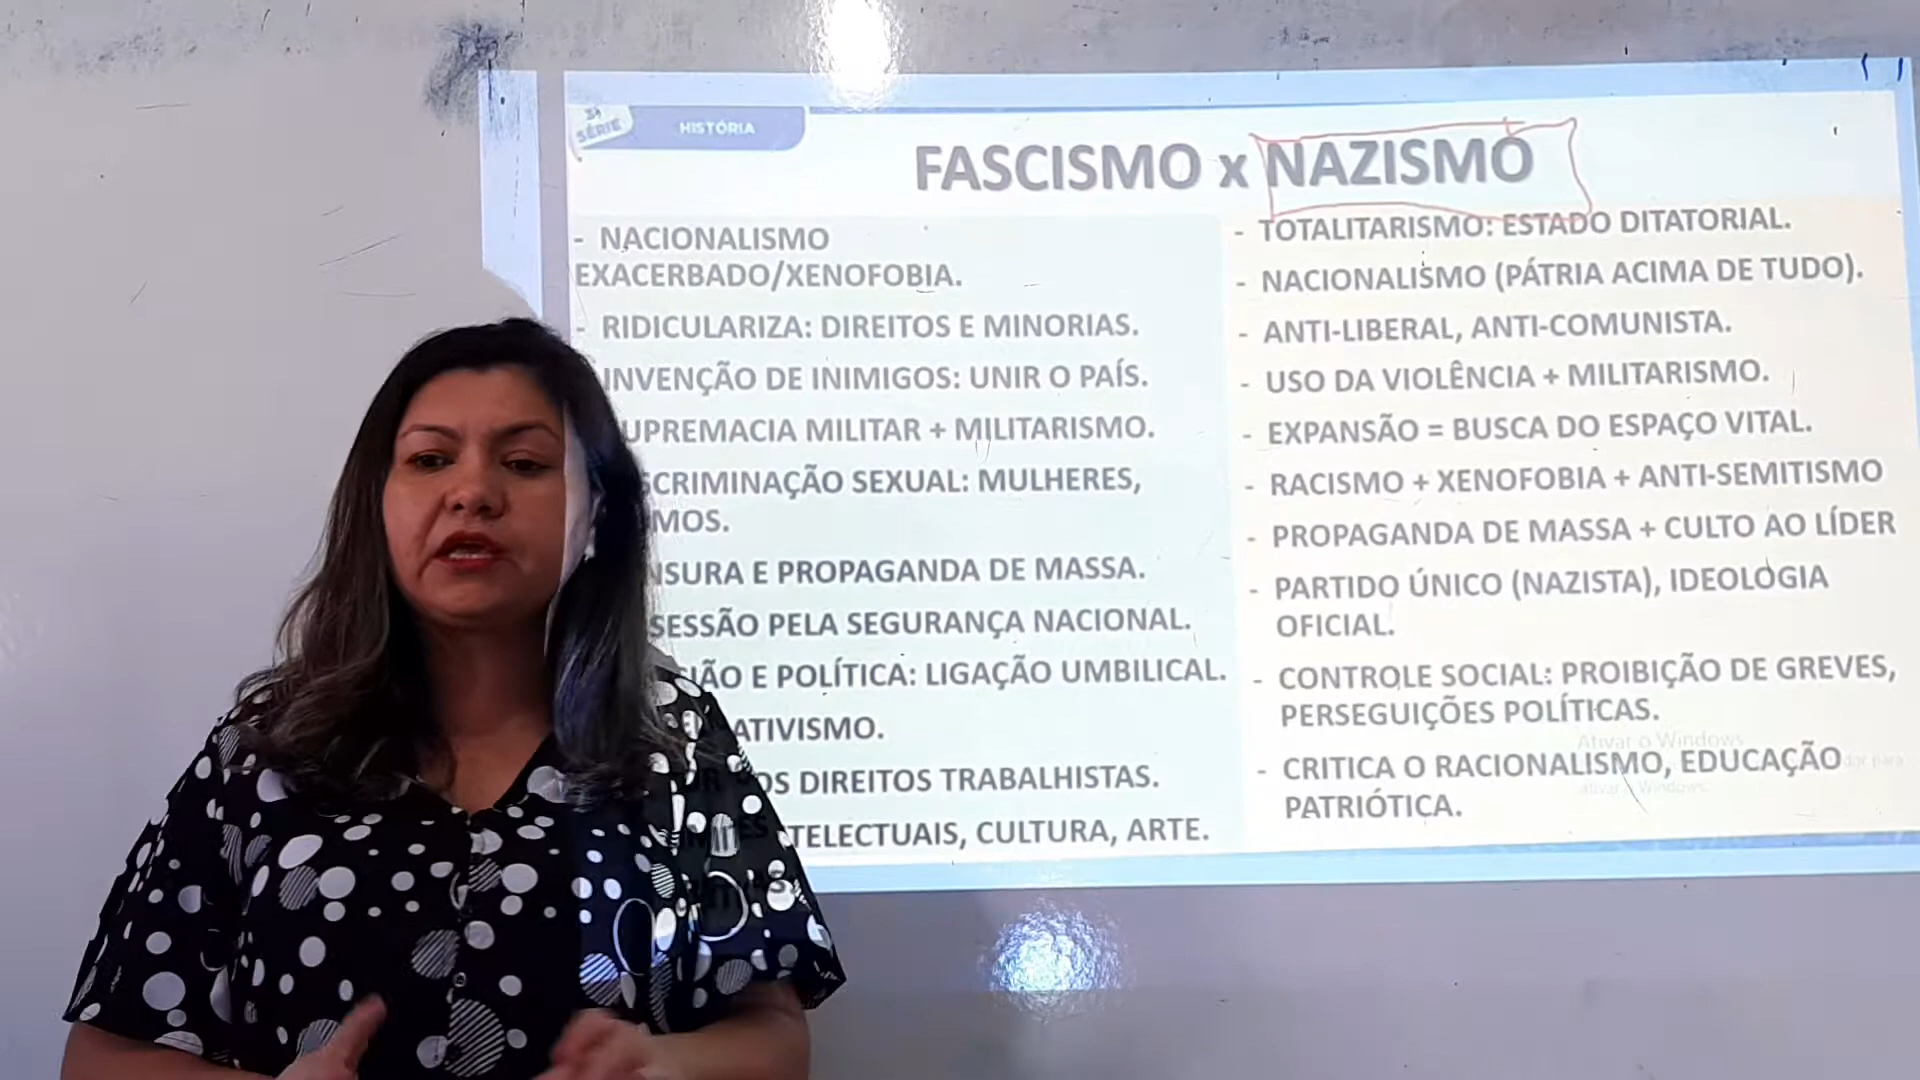 3ª
SÉRIE
HISTÓRIA
FASCISMO x NAZISMO
- NACIONALISMO
EXACERBADO/XENOFOBIA.
- RIDICULARIZA: DIREITOS E MINORIAS.
INVENÇÃO DE INIMIGOS: UNIR O PAÍS.
UPREMACIA MILITAR + MILITARISMO.
SCRIMINAÇÃO SEXUAL: MULHERES,
MOS.
NSURA E PROPAGANDA DE MASSA.
SESSÃO PELA SEGURANÇA NACIONAL.
IÃO E POLÍTICA: LIGAÇÃO UMBILICAL.
ATIVISMO.
OS DIREITOS TRABALHISTAS.
TELECTUAIS, CULTURA, ARTE.
- TOTALITARISMO: ESTADO DITATORIAL.
- NACIONALISMO (PÁTRIA ACIMA DE TUDO).
- ANTI-LIBERAL, ANTI-COMUNISTA.
- USO DA VIOLÊNCIA + MILITARISMO.
- EXPANSÃO = BUSCA DO ESPAÇO VITAL.
- RACISMO + XENOFOBIA + ANTI-SEMITISMO
- PROPAGANDA DE MASSA + CULTO AO LÍDER
- PARTIDO ÚNICO (NAZISTA), IDEOLOGIA
OFICIAL.
- CONTROLE SOCIAL: PROIBIÇÃO DE GREVES,
PERSEGUIÇÕES POLÍTICAS.
- CRITICA O RACIONALISMO, EDUCAÇÃO
PATRIÓTICA.
Ativar o Windows